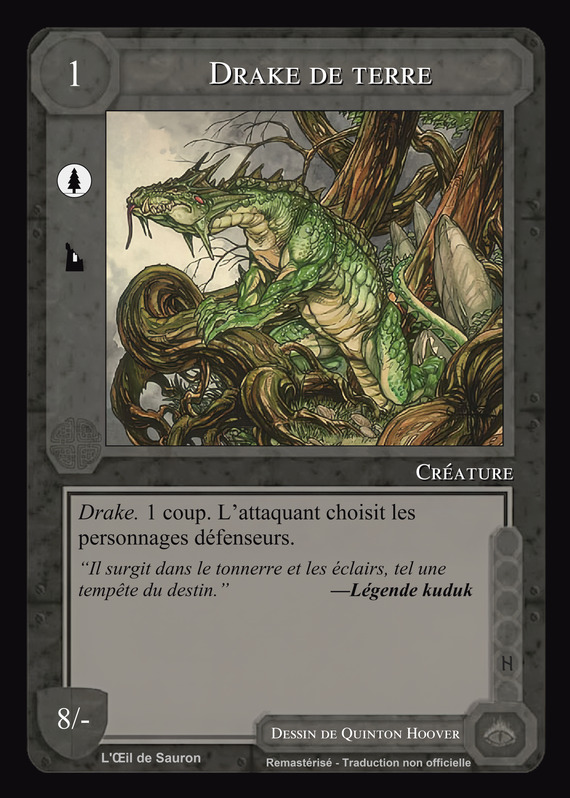 1
DRAKE DE TERRE
CRÉATURE
Drake. 1 coup. L’attaquant choisit les
personnages défenseurs.
“Il surgit dans le tonnerre et les éclairs, tel une
tempête du destin.” —Légende kuduk
8/-
DESSIN DE QUINTON HOOVER
L'Œil de Sauron
Remastérisé - Traduction non officielle